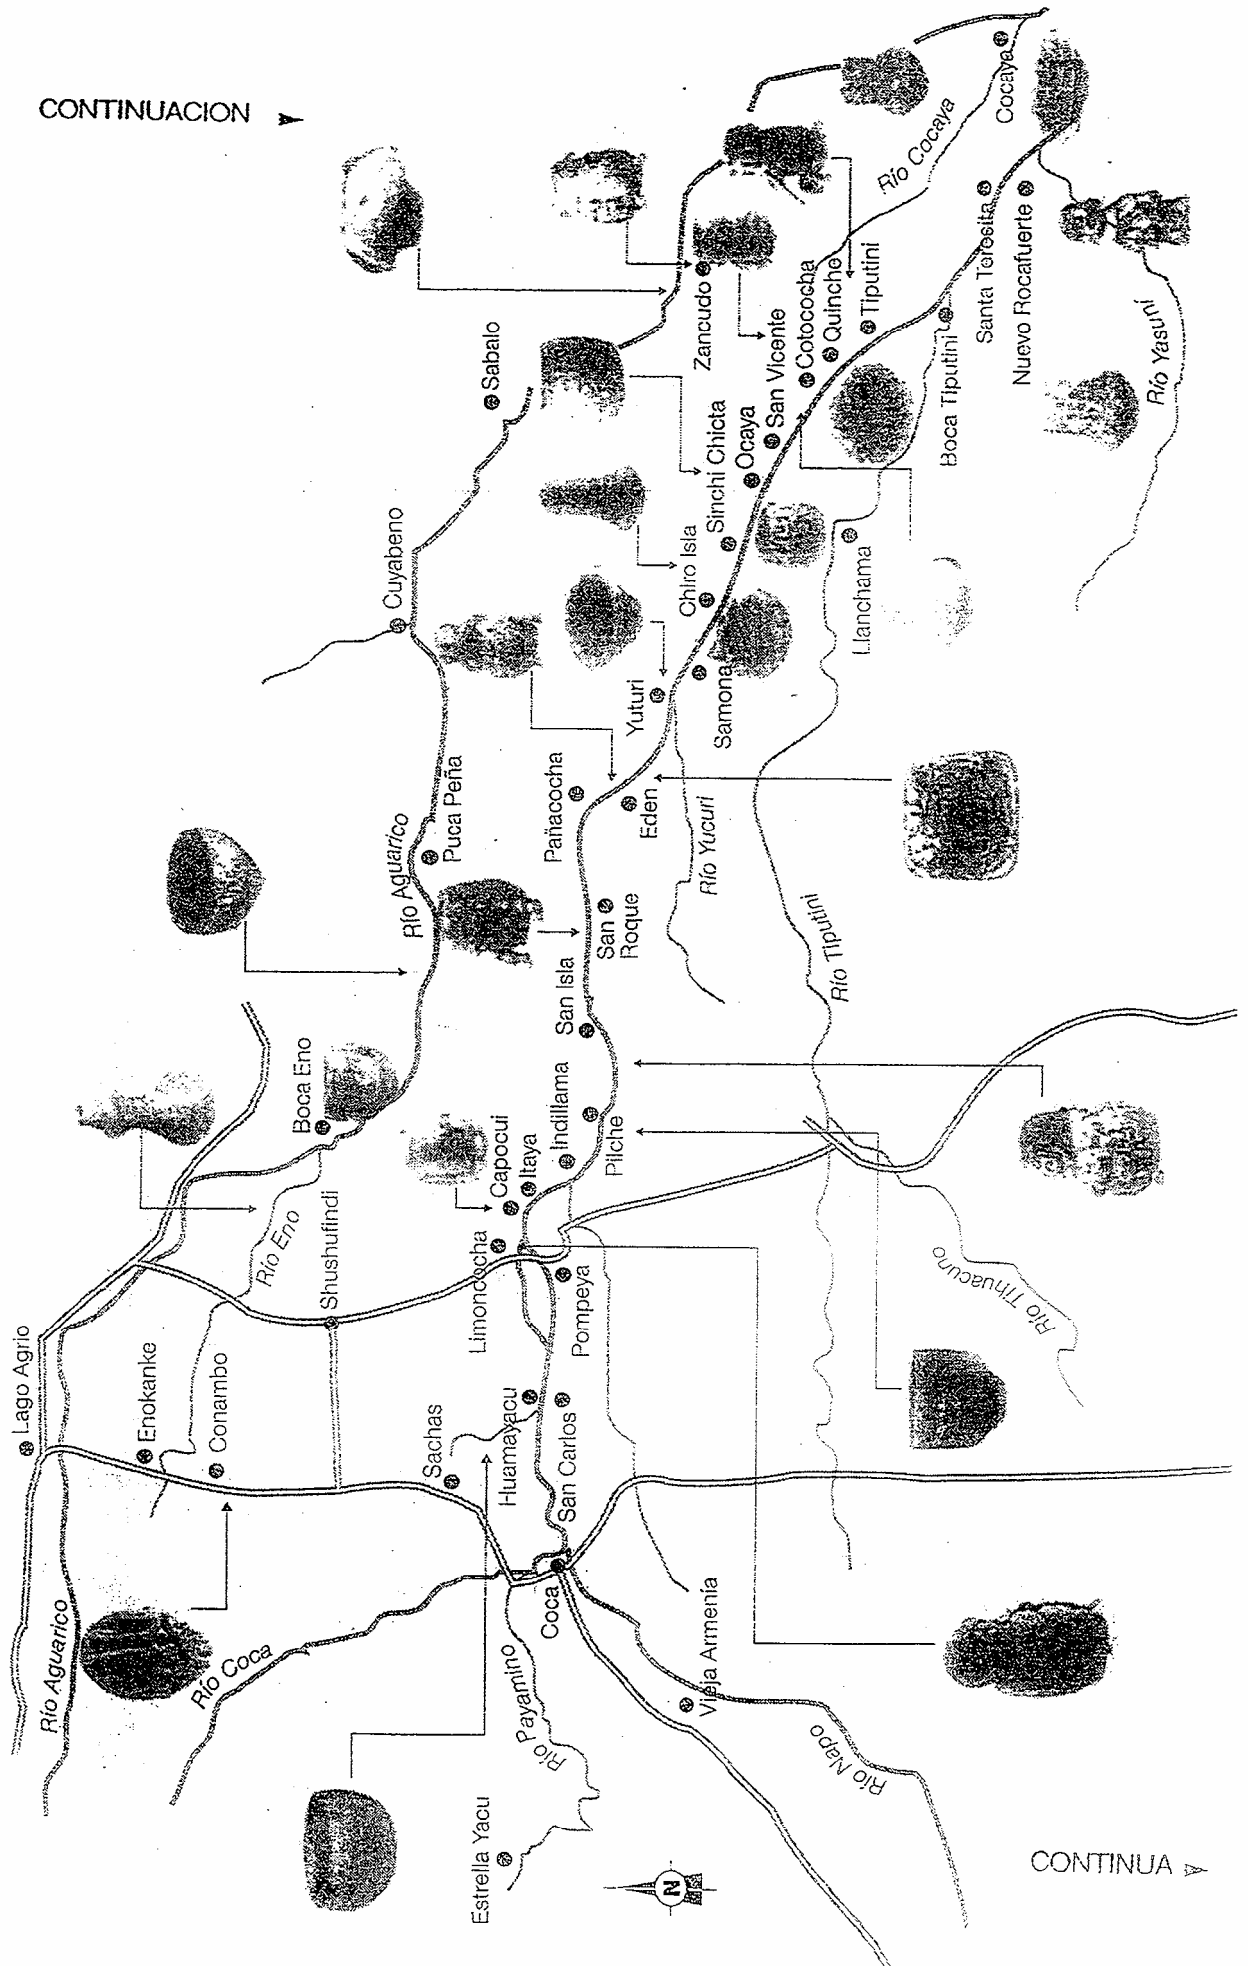 CONTINUACION
Cocaya
Río Cocaya
Santa Teresita
Nuevo Rocafuerte
Río Yasuní
Zancudo
Tiputini
Quinche
Cotococha
San Vicente
Boca Tiputini
Sabalo
Ocaya
Sinchi Chicta
Chiro Isla
Llanchama
Cuyabeno
Yuturi
Samona
Puca Peña
Pañacocha
Eden
Río Yucuri
Río Aguarico
San
Roque
San Isla
Río Tiputini
Boca Eno
Capocui
Itaya
Indillama
Pilche
Río Eno
Shushufindi
Limoncocha
Pompeya
Río Tihuacuno
Lago Agrio
Enokanke
Conambo
Sachas
Huamayacu
San Carlos
Río Aguarico
Río Coca
Coca
Río Payamino
Vieja Armenía
Río Napo
Estrella Yacu
N
CONTINUA